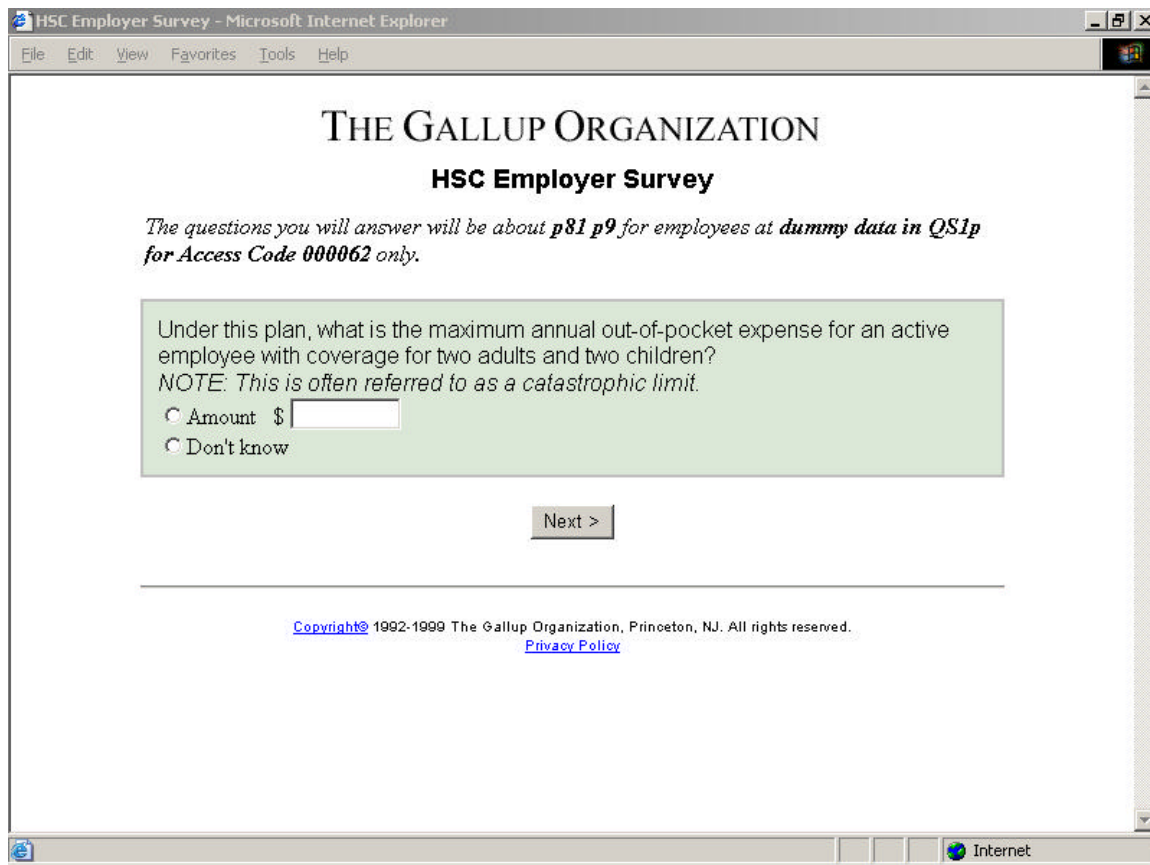 HSC Employer Survey - Microsoft Internet Explorer
File Edit View Favorites Tools Help
THE GALLUP ORGANIZATION
HSC Employer Survey
The questions you will answer will be about p81 p9 for employees at dummy data in QS1p
for Access Code 000062 only.
Under this plan, what is the maximum annual out-of-pocket expense for an active
employee with coverage for two adults and two children?
NOTE: This is often referred to as a catastrophic limit.
Amount $
Don't know
Next >
Copyright© 1992-1999 The Gallup Organization, Princeton, NJ. All rights reserved.
Privacy Policy
Internet